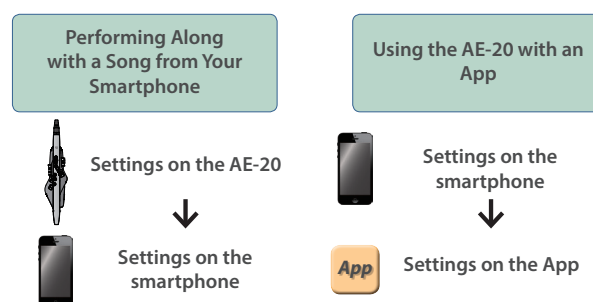 Performing Along
with a Song from Your
Smartphone
Settings on the AE-20
Settings on the
smartphone
Using the AE-20 with an
App
Settings on the
smartphone
App
Settings on the App